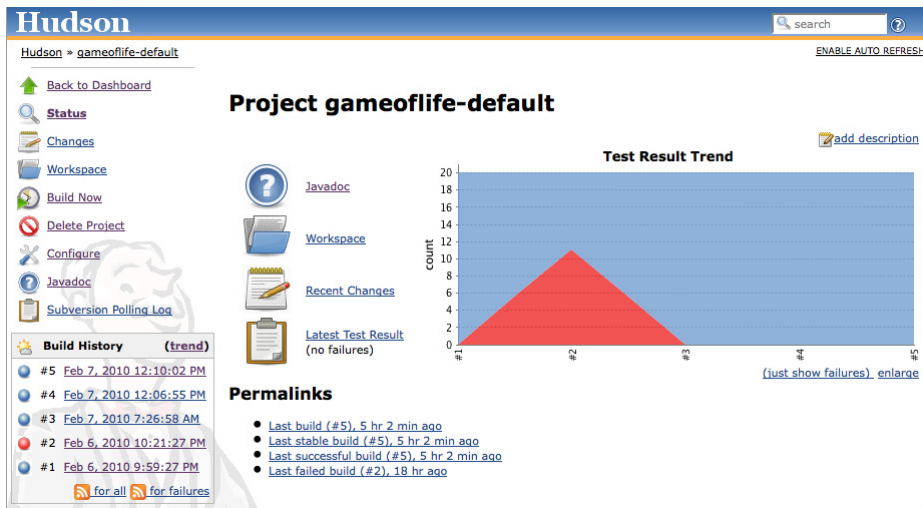 Hudson
search
Hudson » gameoflife-default
ENABLE AUTO REFRESH
Back to Dashboard
Status
Changes
Workspace
Build Now
Delete Project
Configure
Javadoc
Subversion Polling Log
Build History (trend)
#5 Feb 7, 2010 12:10:02 PM
#4 Feb 7, 2010 12:06:55 PM
#3 Feb 7, 2010 7:26:58 AM
#2 Feb 6, 2010 10:21:27 PM
#1 Feb 6, 2010 9:59:27 PM
for all for failures
Project gameoflife-default
add description
Javadoc
Workspace
Recent Changes
Latest Test Result
(no failures)
Test Result Trend
count
20
18
16
14
12
10
8
6
4
2
0
#1 #2 #3 #4 #5
(just show failures) enlarge
Permalinks
Last build (#5), 5 hr 2 min ago
Last stable build (#5), 5 hr 2 min ago
Last successful build (#5), 5 hr 2 min ago
Last failed build (#2), 18 hr ago